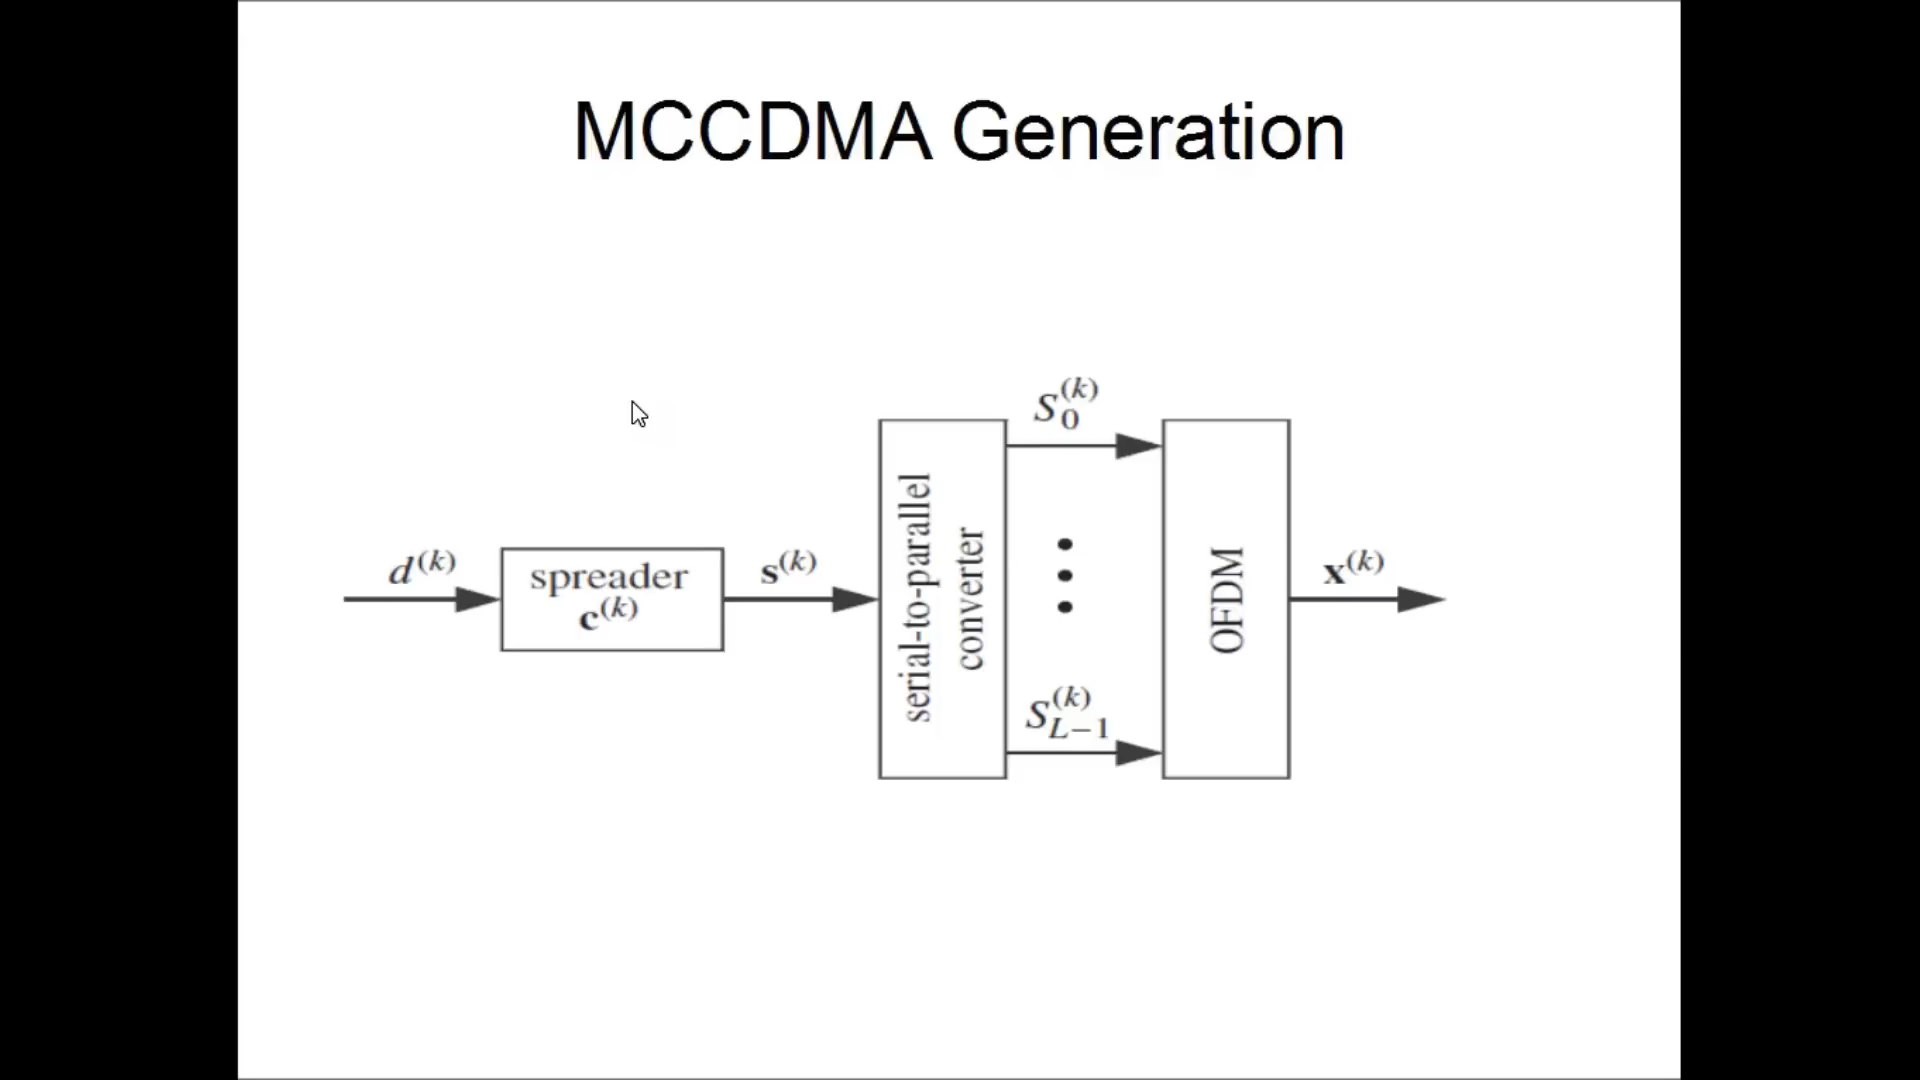 MCCDMA Generation
d^(k)
spreader
c^(k)
s^(k)
serial-to-parallel
converter
S_0^(k)
S_{L−1}^(k)
OFDM
x^(k)